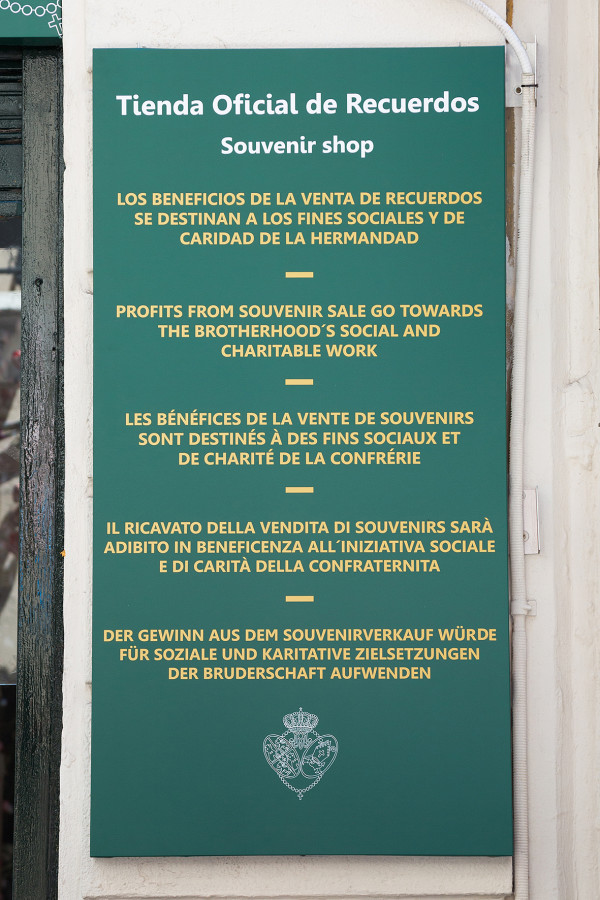 Tienda Oficial de Recuerdos
Souvenir shop
LOS BENEFICIOS DE LA VENTA DE RECUERDOS
SE DESTINAN A LOS FINES SOCIALES Y DE
CARIDAD DE LA HERMANDAD
PROFITS FROM SOUVENIR SALE GO TOWARDS
THE BROTHERHOOD´S SOCIAL AND
CHARITABLE WORK
LES BÉNÉFICES DE LA VENTE DE SOUVENIRS
SONT DESTINÉS À DES FINS SOCIAUX ET
DE CHARITÉ DE LA CONFRÉRIE
IL RICAVATO DELLA VENDITA DI SOUVENIRS SARÀ
ADIBITO IN BENEFICENZA ALL´INIZIATIVA SOCIALE
E DI CARITÀ DELLA CONFRATERNITA
DER GEWINN AUS DEM SOUVENIRVERKAUF WÜRDE
FÜR SOZIALE UND KARITATIVE ZIELSETZUNGEN
DER BRUDERSCHAFT AUFWENDEN